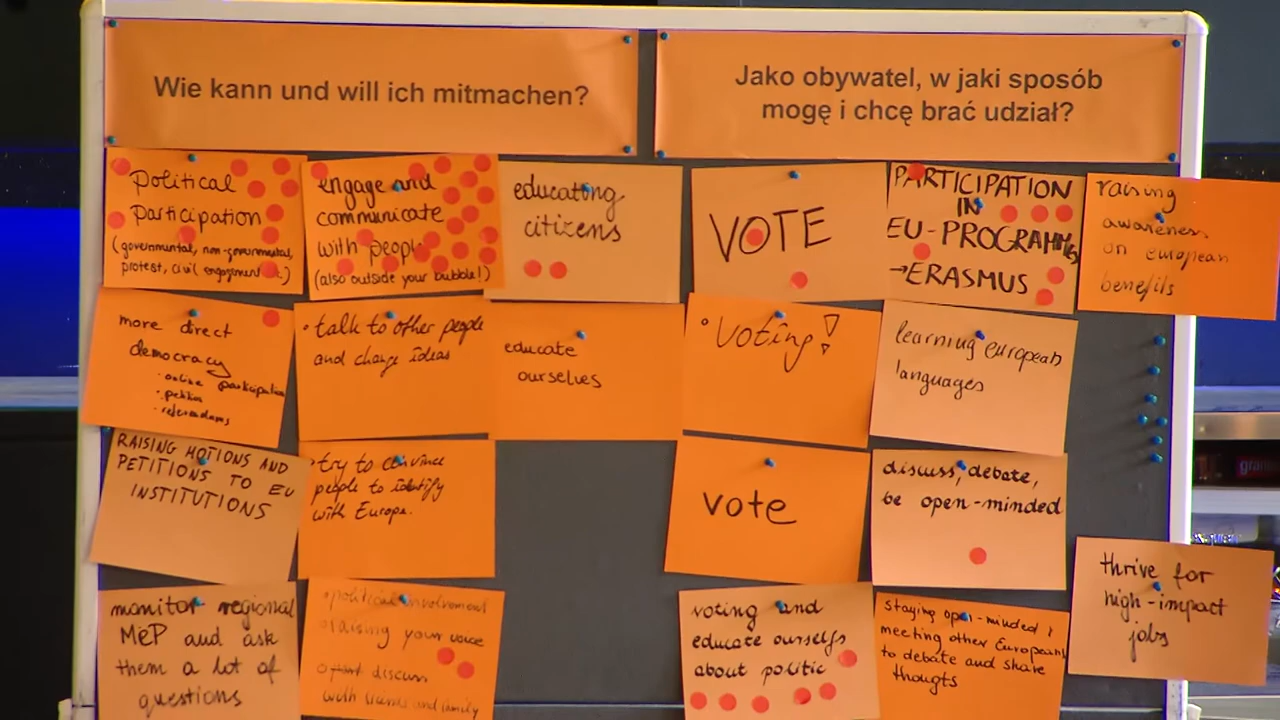 Wie kann und will ich mitmachen?
Jako obywatel, w jaki sposób
mogę i chcę brać udział?
political
participation
(governmental, non-governmental,
protest, civil engagement...)
engage and
communicate
with people
(also outside your bubble!)
educating
citizens
VOTE
PARTICIPATION
IN
EU-PROGRAMMS
→ERASMUS
raising
awareness
on european
benefits
more direct
democracy
· online participation
· petition
· referendums
· talk to other people
and change ideas
educate
ourselves
° Voting!
learning european
languages
RAISING MOTIONS AND
PETITIONS TO EU
INSTITUTIONS
· try to convince
people to identify
with Europe.
vote
discuss, debate,
be open-minded
monitor regional
MeP and ask
them a lot of
questions
· political involvement
raising your voice
discuss
with friends and family
voting and
educate ourselfs
about politic
staying open-minded &
meeting other Europeans
to debate and share
thougts
thrive for
high-impact
jobs
gran